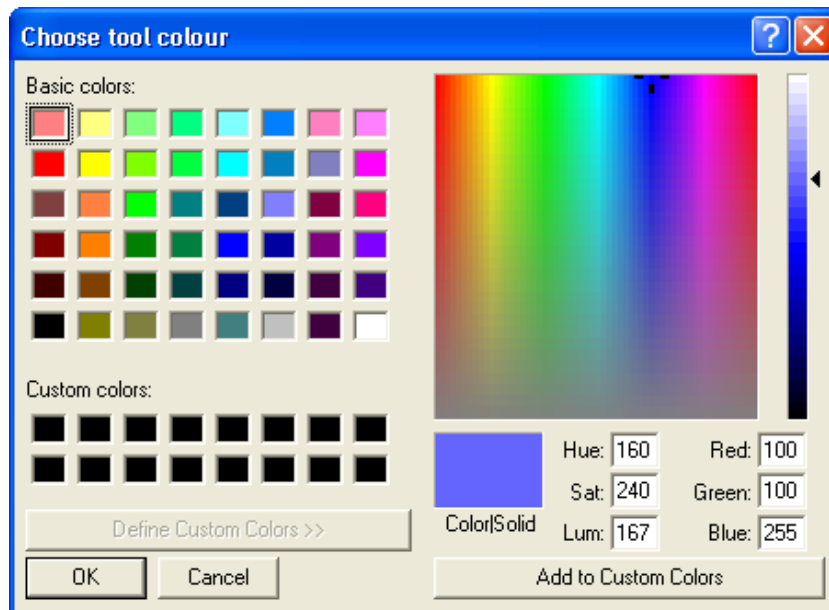 Choose tool colour
Basic colors:
Custom colors:
Define Custom Colors >>
OK Cancel
Color|Solid
Hue: 160 Red: 100
Sat: 240 Green: 100
Lum: 167 Blue: 255
Add to Custom Colors